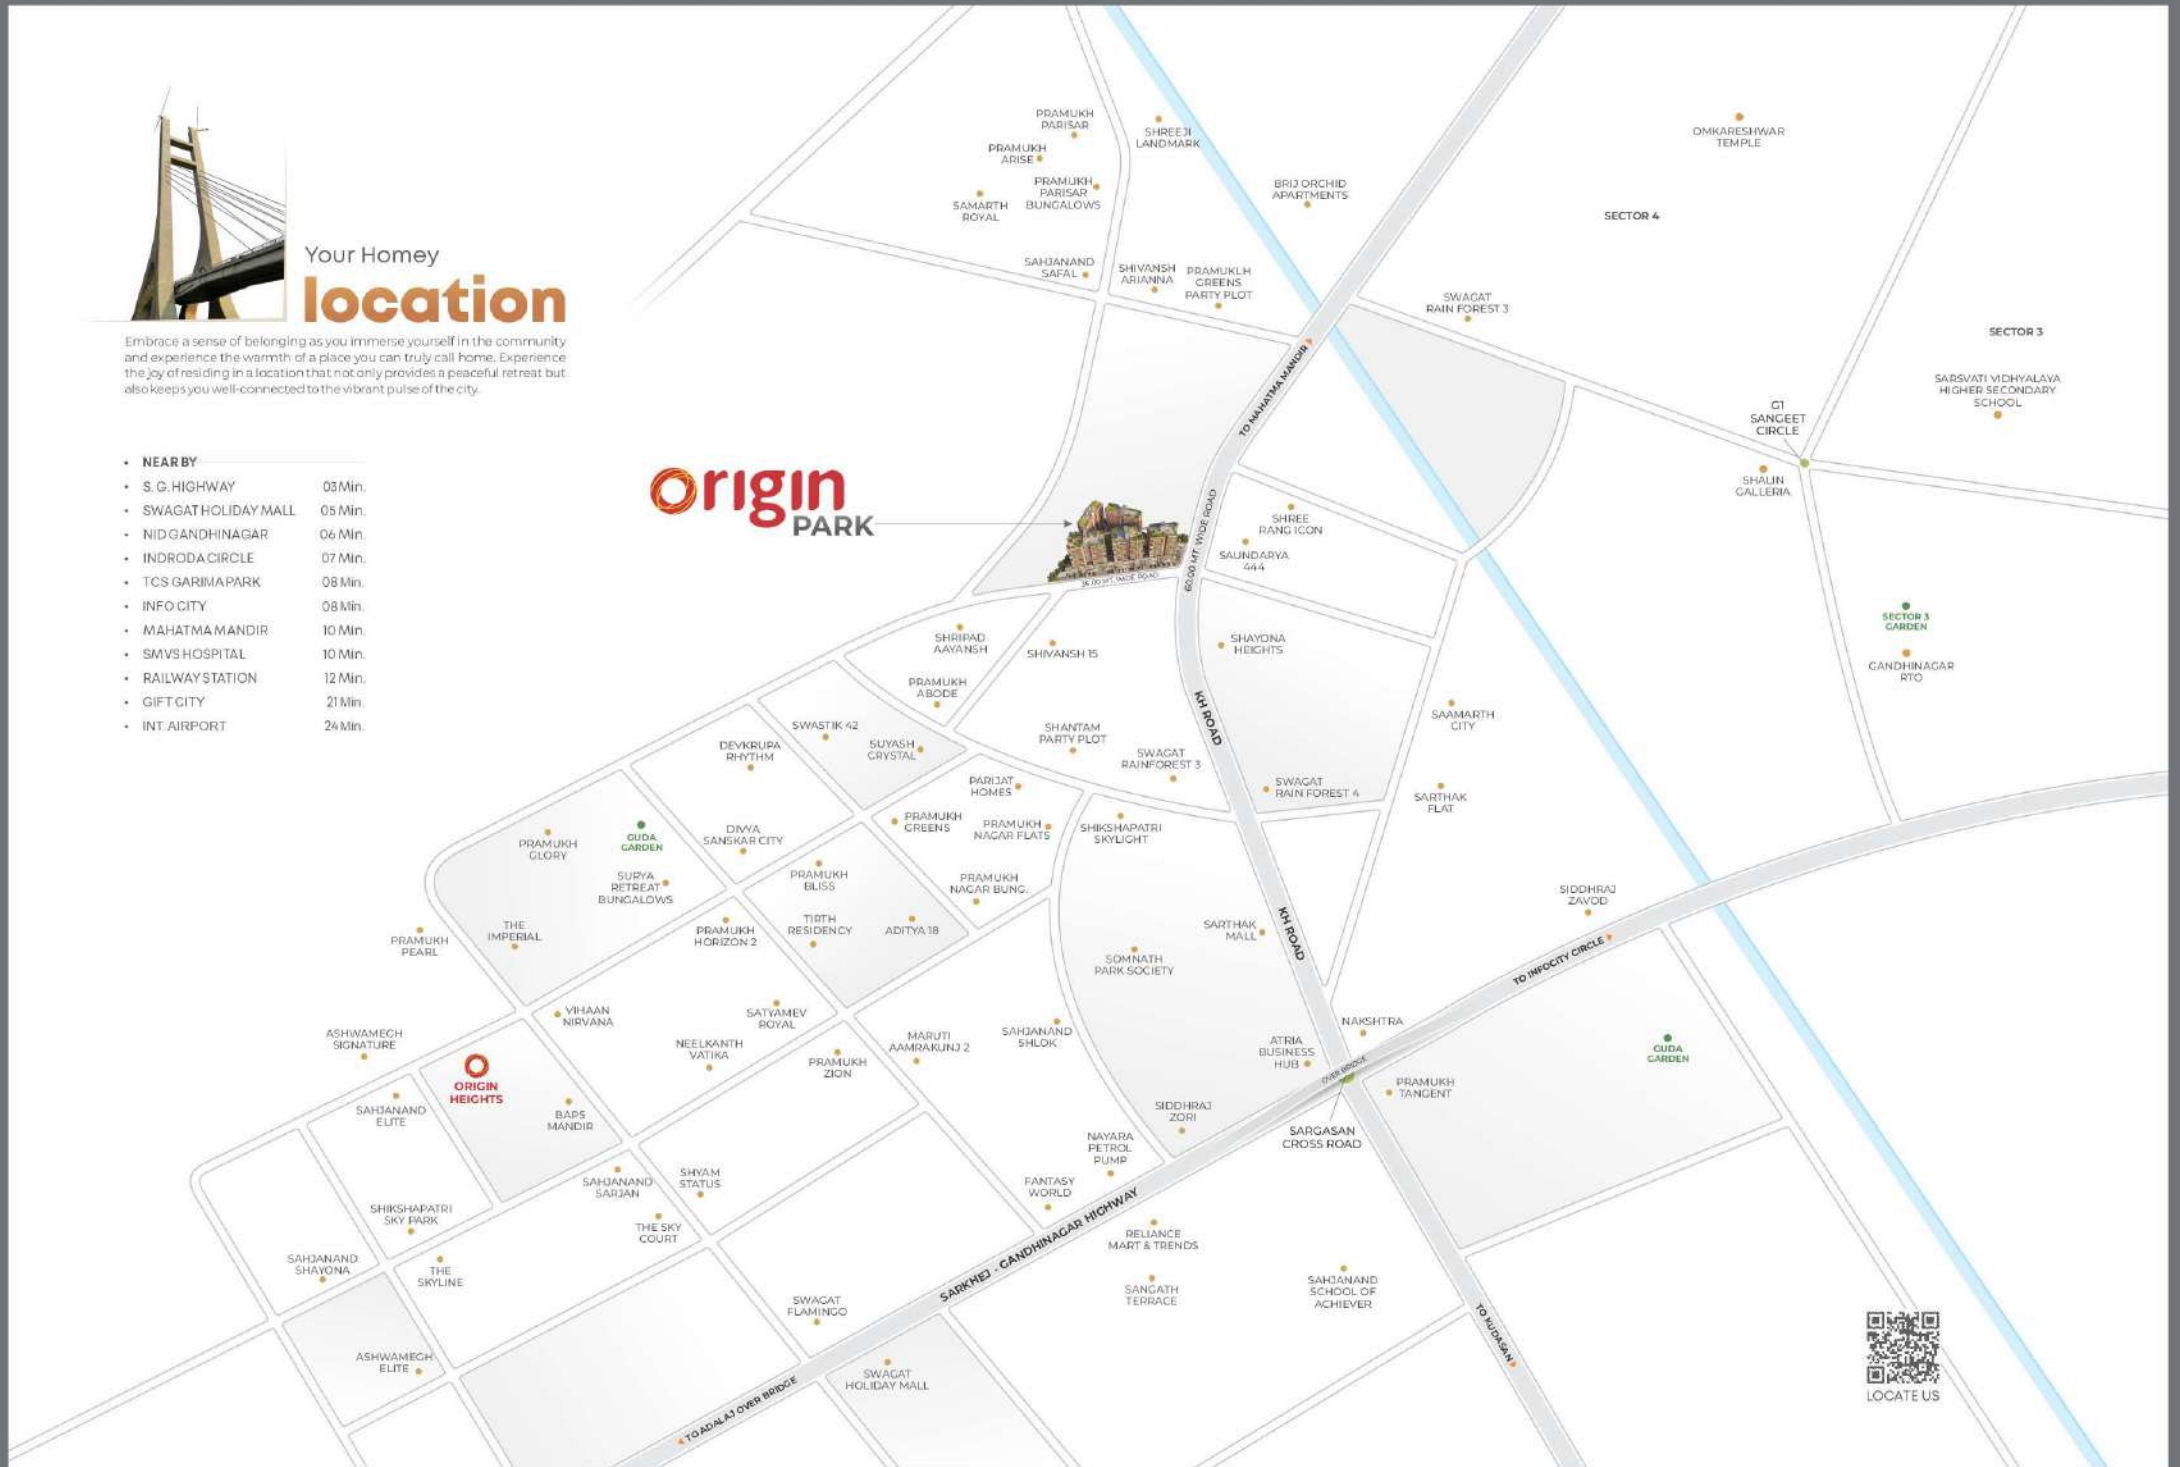 Your Homey
location
Embrace a sense of belonging as you immerse yourself in the community
and experience the warmth of a place you can truly call home. Experience
the joy of residing in a location that not only provides a peaceful retreat but
also keeps you well-connected to the vibrant pulse of the city.
• NEAR BY
• S. G. HIGHWAY 03 Min.
• SWAGAT HOLIDAY MALL 05 Min.
• NID GANDHINAGAR 06 Min.
• INDRODA CIRCLE 07 Min.
• TCS GARIMA PARK 08 Min.
• INFO CITY 08 Min.
• MAHATMA MANDIR 10 Min.
• SMVS HOSPITAL 10 Min.
• RAILWAY STATION 12 Min.
• GIFT CITY 21 Min.
• INT. AIRPORT 24 Min.
Origin
PARK
PRAMUKH
PARISAR
PRAMUKH
ARISE
PRAMUKH
PARISAR
BUNGALOWS
SAMARTH
ROYAL
SHREEJI
LANDMARK
BRIJ ORCHID
APARTMENTS
OMKARESHWAR
TEMPLE
SECTOR 4
SAHJANAND
SAFAL
SHIVANSH
ARIANNA
PRAMUKLH
GREENS
PARTY PLOT
SWAGAT
RAIN FOREST 3
SECTOR 3
SARSVATI VIDHYALAYA
HIGHER SECONDARY
SCHOOL
TO MAHATMA MANDIR
G1
SANGEET
CIRCLE
SHALIN
GALLERIA
60.00 MT. WIDE ROAD
36.00 MT. WIDE ROAD
SHREE
RANG ICON
SAUNDARYA
444
SECTOR 3
GARDEN
GANDHINAGAR
RTO
SHRIPAD
AAYANSH
SHIVANSH 15
SHAYONA
HEIGHTS
PRAMUKH
ABODE
KH ROAD
SAAMARTH
CITY
SWASTIK 42
SUYASH
CRYSTAL
SHANTAM
PARTY PLOT
SWAGAT
RAINFOREST 3
DEVKRUPA
RHYTHM
PARIJAT
HOMES
SWAGAT
RAIN FOREST 4
SARTHAK
FLAT
PRAMUKH
GLORY
GUDA
GARDEN
DIVYA
SANSKAR CITY
PRAMUKH
GREENS
PRAMUKH
NAGAR FLATS
SHIKSHAPATRI
SKYLIGHT
SURYA
RETREAT
BUNGALOWS
PRAMUKH
BLISS
PRAMUKH
NAGAR BUNG.
SIDDHRAJ
ZAVOD
PRAMUKH
PEARL
THE
IMPERIAL
PRAMUKH
HORIZON 2
TIRTH
RESIDENCY
ADITYA 18
SARTHAK
MALL
KH ROAD
SOMNATH
PARK SOCIETY
TO INFOCITY CIRCLE
VIHAAN
NIRVANA
SATYAMEV
ROYAL
ASHWAMEGH
SIGNATURE
NEELKANTH
VATIKA
PRAMUKH
ZION
MARUTI
AAMRAKUNJ 2
SAHJANAND
SHLOK
NAKSHTRA
ATRIA
BUSINESS
HUB
OVER BRIDGE
GUDA
GARDEN
ORIGIN
HEIGHTS
SAHJANAND
ELITE
BAPS
MANDIR
PRAMUKH
TANGENT
SIDDHRAJ
ZORI
SARGASAN
CROSS ROAD
NAYARA
PETROL
PUMP
SAHJANAND
SARJAN
SHYAM
STATUS
FANTASY
WORLD
SHIKSHAPATRI
SKY PARK
THE SKY
COURT
SARKHEJ - GANDHINAGAR HIGHWAY
RELIANCE
MART & TRENDS
SAHJANAND
SHAYONA
THE
SKYLINE
SANGATH
TERRACE
SAHJANAND
SCHOOL OF
ACHIEVER
SWAGAT
FLAMINGO
TO KUDASAN
ASHWAMEGH
ELITE
SWAGAT
HOLIDAY MALL
TO ADALAJ OVER BRIDGE
LOCATE US